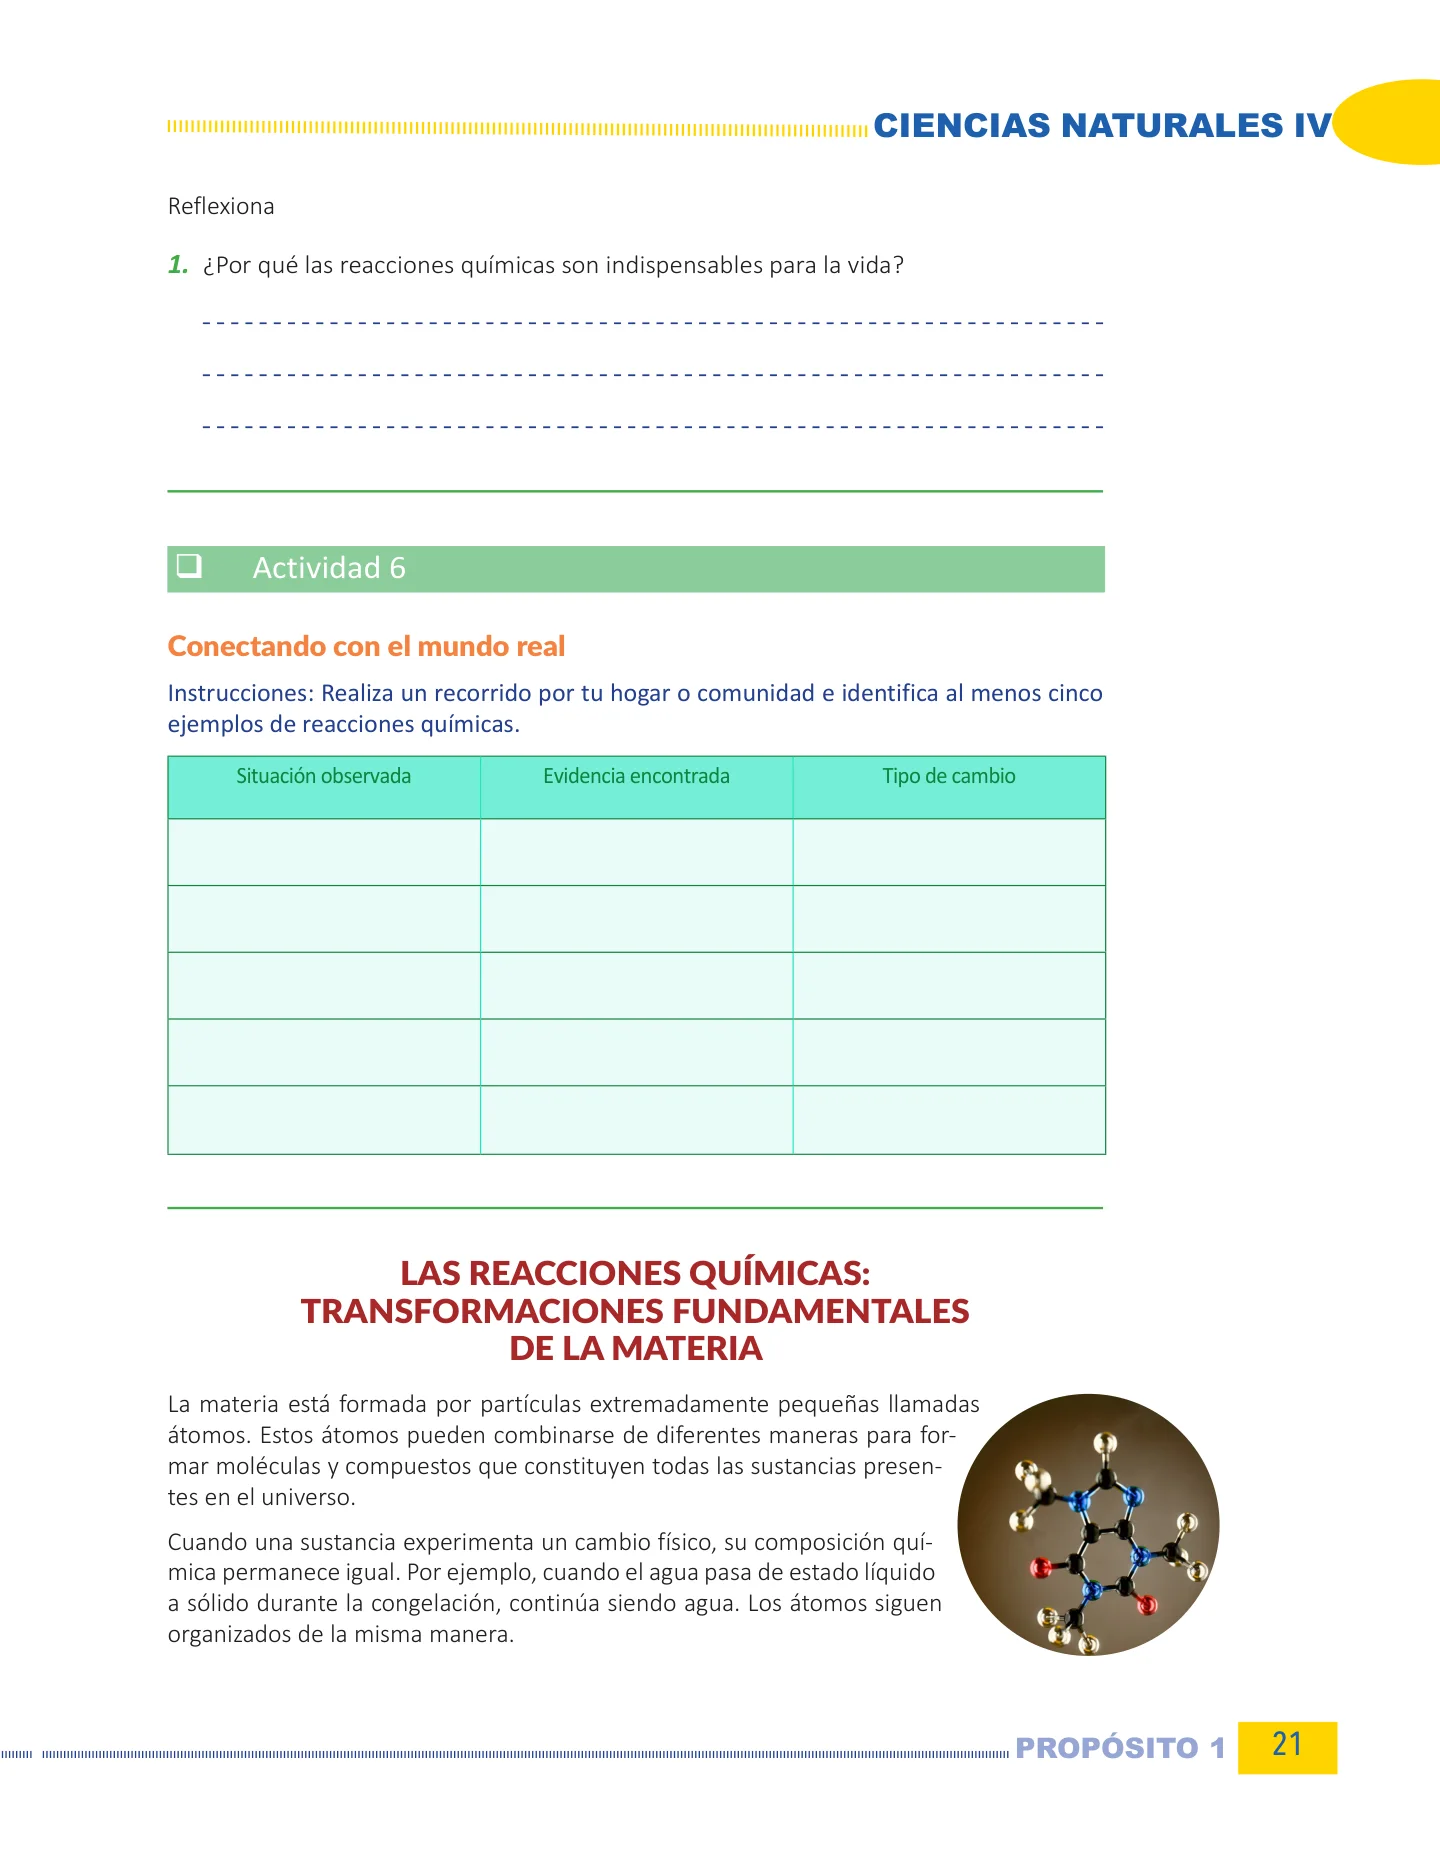 CIENCIAS NATURALES IV
Reflexiona
1. ¿Por qué las reacciones químicas son indispensables para la vida?
Actividad 6
Conectando con el mundo real
Instrucciones: Realiza un recorrido por tu hogar o comunidad e identifica al menos cinco
ejemplos de reacciones químicas.
Situación observada Evidencia encontrada Tipo de cambio
LAS REACCIONES QUÍMICAS:
TRANSFORMACIONES FUNDAMENTALES
DE LA MATERIA
La materia está formada por partículas extremadamente pequeñas llamadas
átomos. Estos átomos pueden combinarse de diferentes maneras para for-
mar moléculas y compuestos que constituyen todas las sustancias presen-
tes en el universo.
Cuando una sustancia experimenta un cambio físico, su composición quí-
mica permanece igual. Por ejemplo, cuando el agua pasa de estado líquido
a sólido durante la congelación, continúa siendo agua. Los átomos siguen
organizados de la misma manera.
PROPÓSITO 1 21